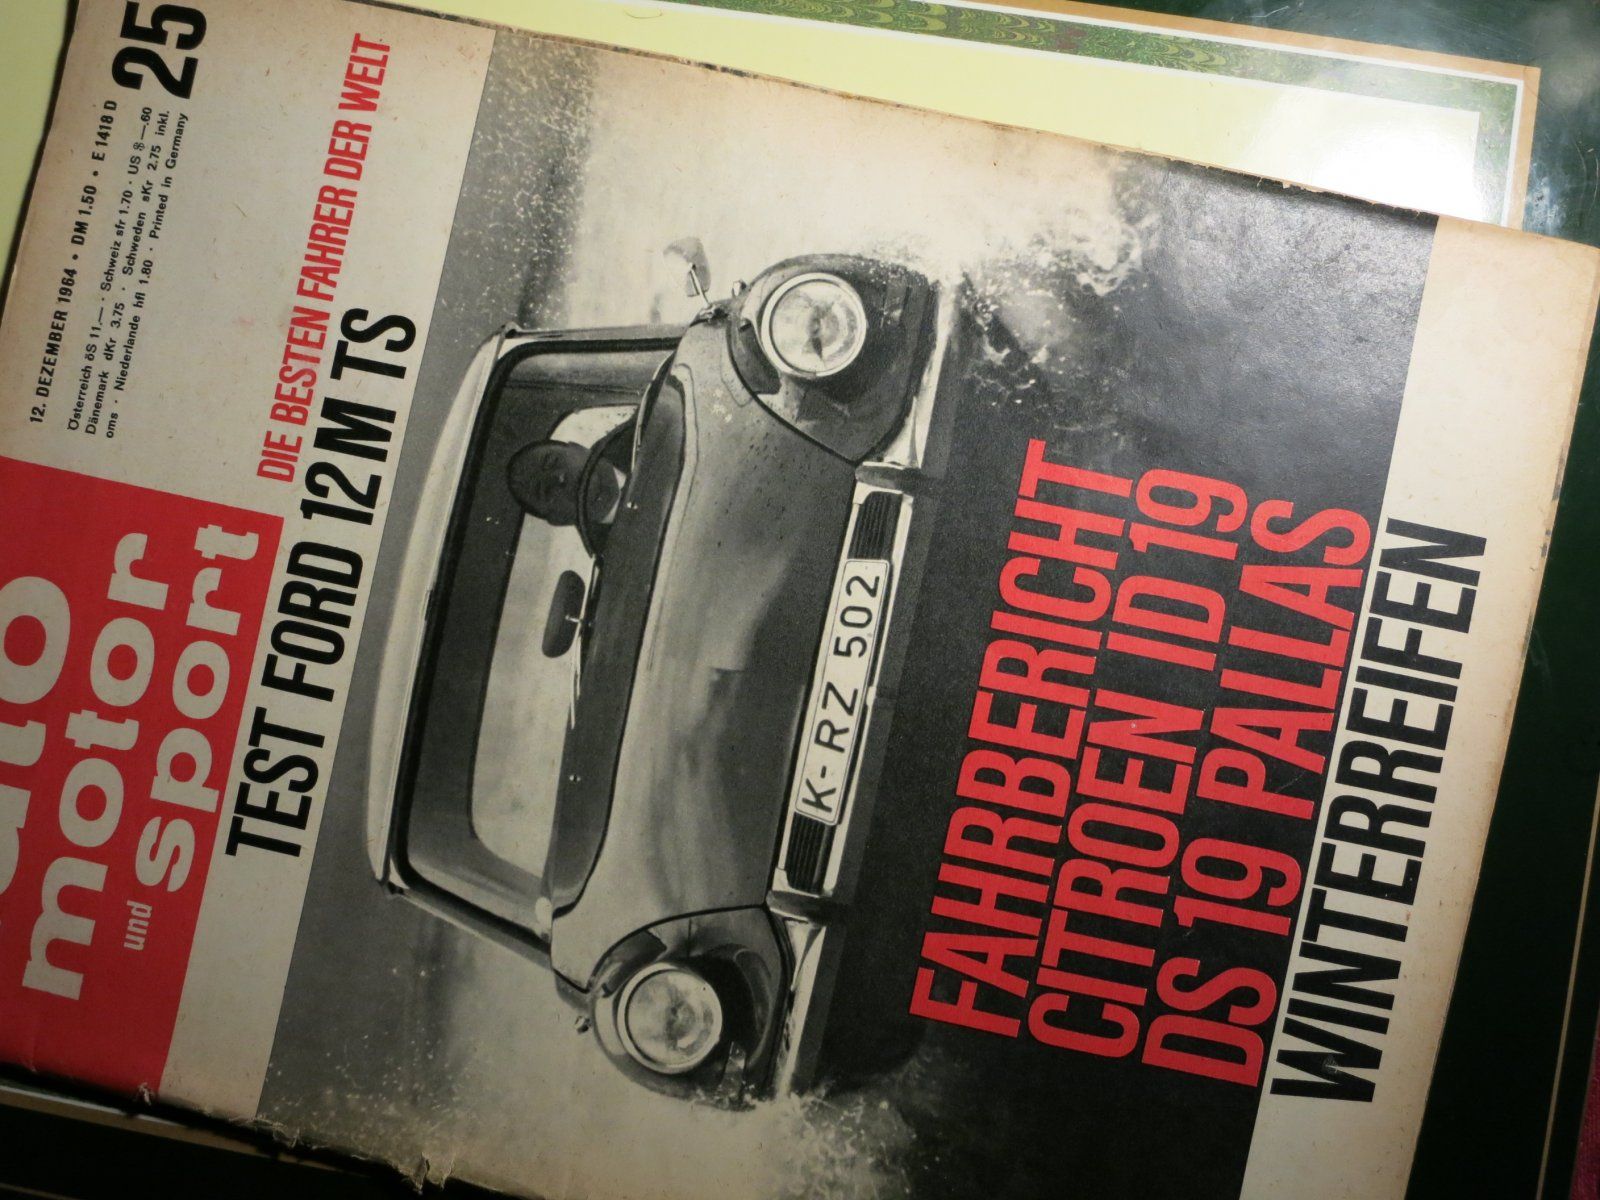 auto
motor
und sport
12. DEZEMBER 1964 • DM 1.50 • E 1418 D
25
Österreich öS 11.— · Schweiz sfr 1.70 · US $ —.60
Dänemark dKr 3.75 · Schweden sKr 2.75 inkl.
oms · Niederlande hfl 1.80 · Printed in Germany
DIE BESTEN FAHRER DER WELT
TEST FORD 12 M TS
K-RZ 502
FAHRBERICHT
CITROEN ID 19
DS 19 PALLAS
WINTERREIFEN